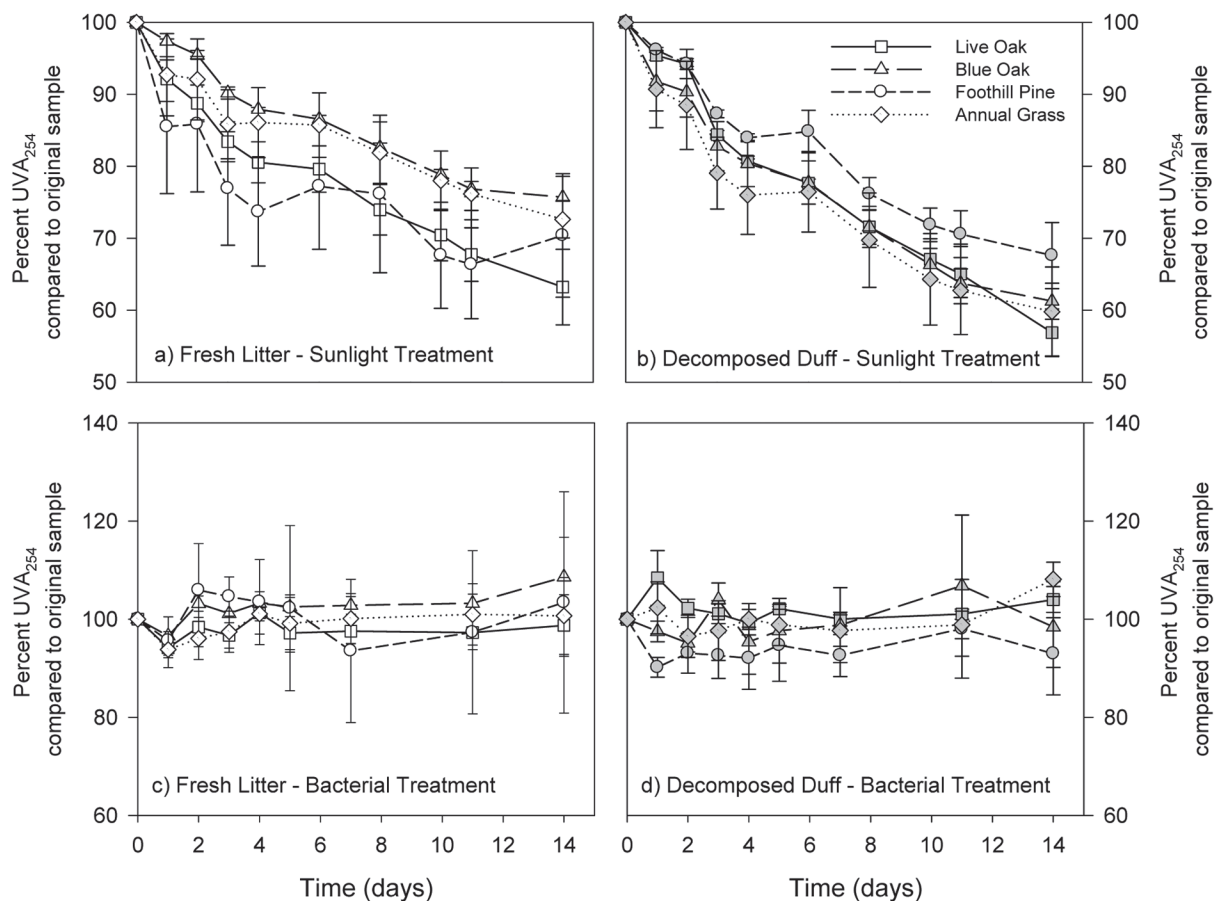 Percent UVA254
compared to original sample
100
90
80
70
60
50
a) Fresh Litter - Sunlight Treatment
Live Oak
Blue Oak
Foothill Pine
Annual Grass
b) Decomposed Duff - Sunlight Treatment
100
90
80
70
60
50
Percent UVA254
compared to original sample
Percent UVA254
compared to original sample
140
120
100
80
60
c) Fresh Litter - Bacterial Treatment
0 2 4 6 8 10 12 14
Time (days)
d) Decomposed Duff - Bacterial Treatment
0 2 4 6 8 10 12 14
Time (days)
140
120
100
80
60
Percent UVA254
compared to original sample